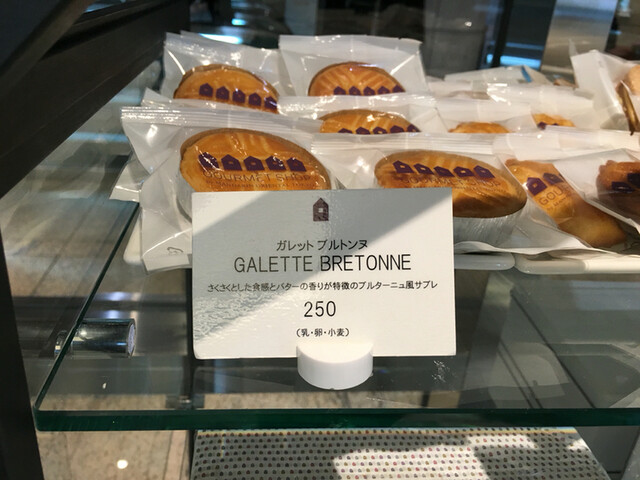 GOURMET SHOP
ガレット ブルトンヌ
GALETTE BRETONNE
さくさくとした食感とバターの香りが特徴のブルターニュ風サブレ
250
(乳・卵・小麦)